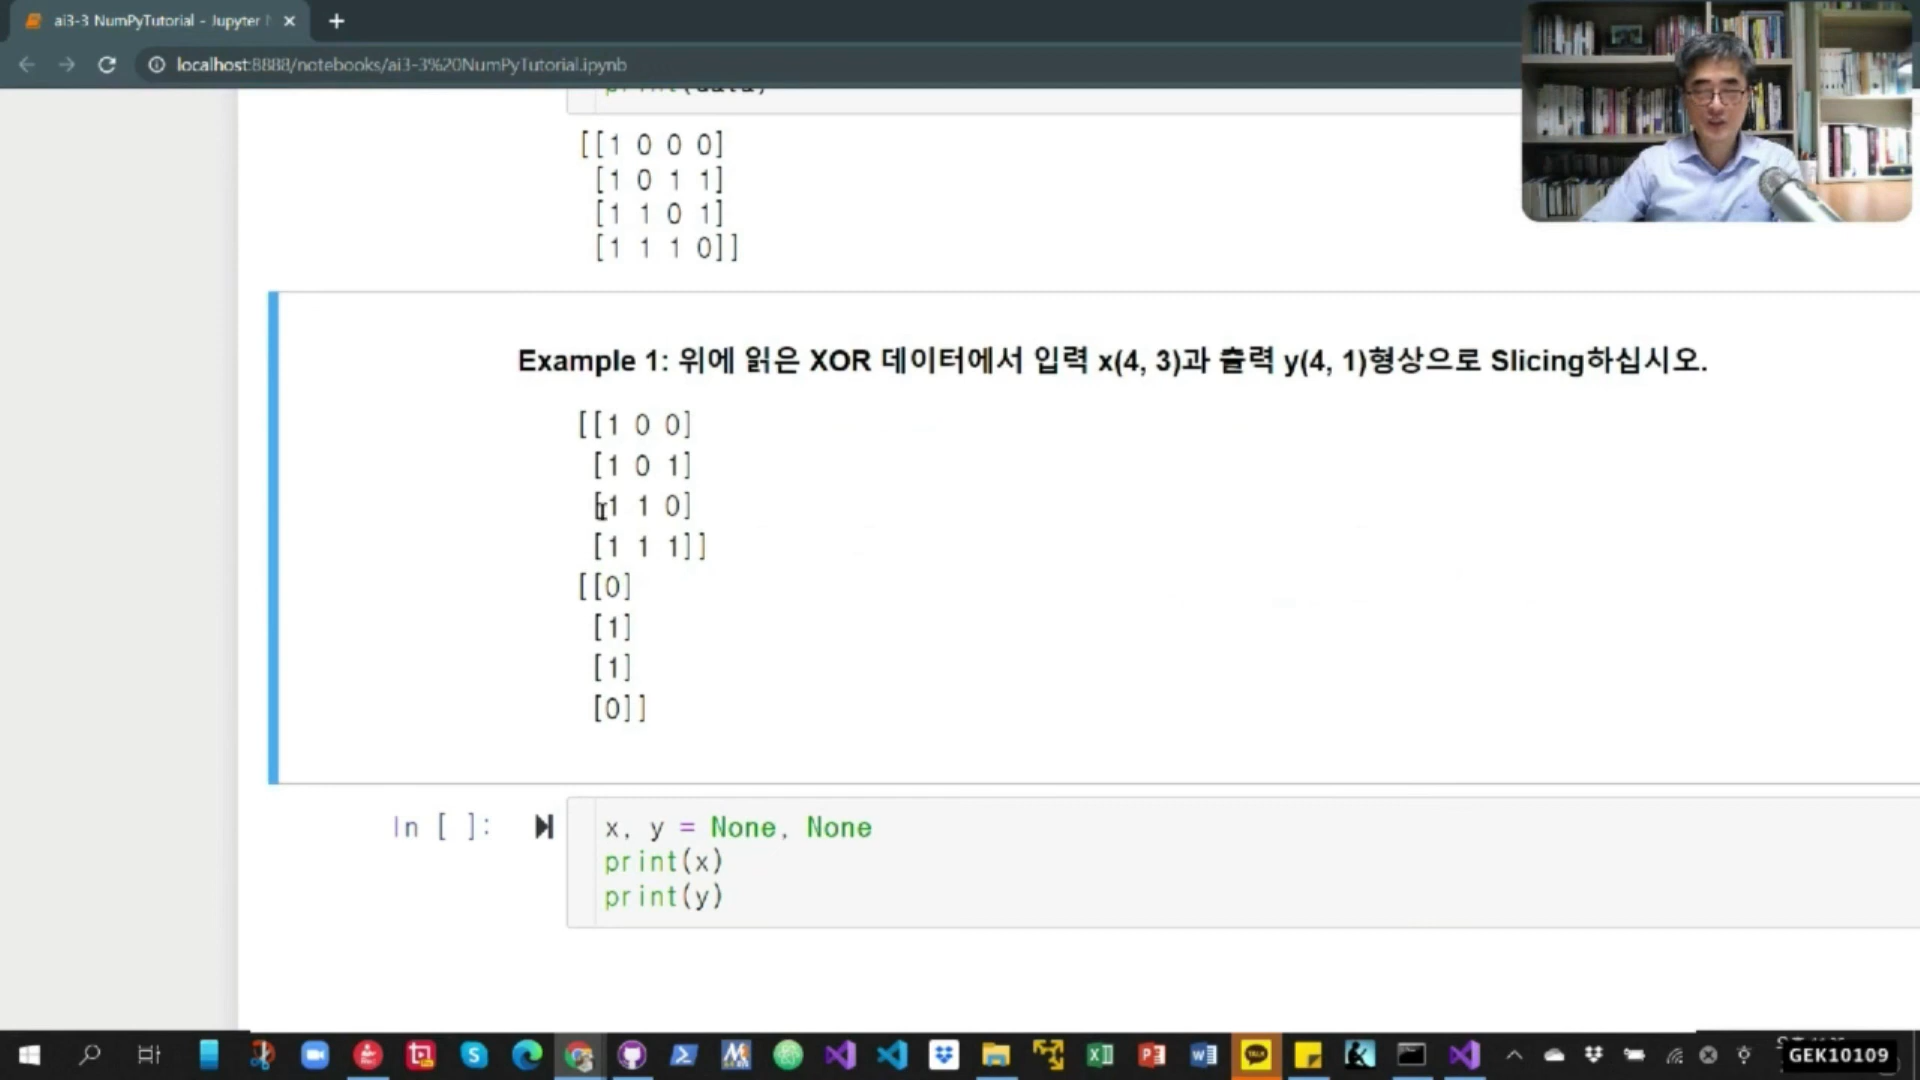 ai3-3 NumPyTutorial - Jupyter N
localhost:8888/notebooks/ai3-3%20NumPyTutorial.ipynb
print(data)
[[1 0 0 0]
[1 0 1 1]
[1 1 0 1]
[1 1 1 0]]
Example 1: 위에 읽은 XOR 데이터에서 입력 x(4, 3)과 출력 y(4, 1)형상으로 Slicing하십시오.
[[1 0 0]
[1 0 1]
[1 1 0]
[1 1 1]]
[[0]
[1]
[1]
[0]]
In [ ]:
x, y = None, None
print(x)
print(y)
GEK10109